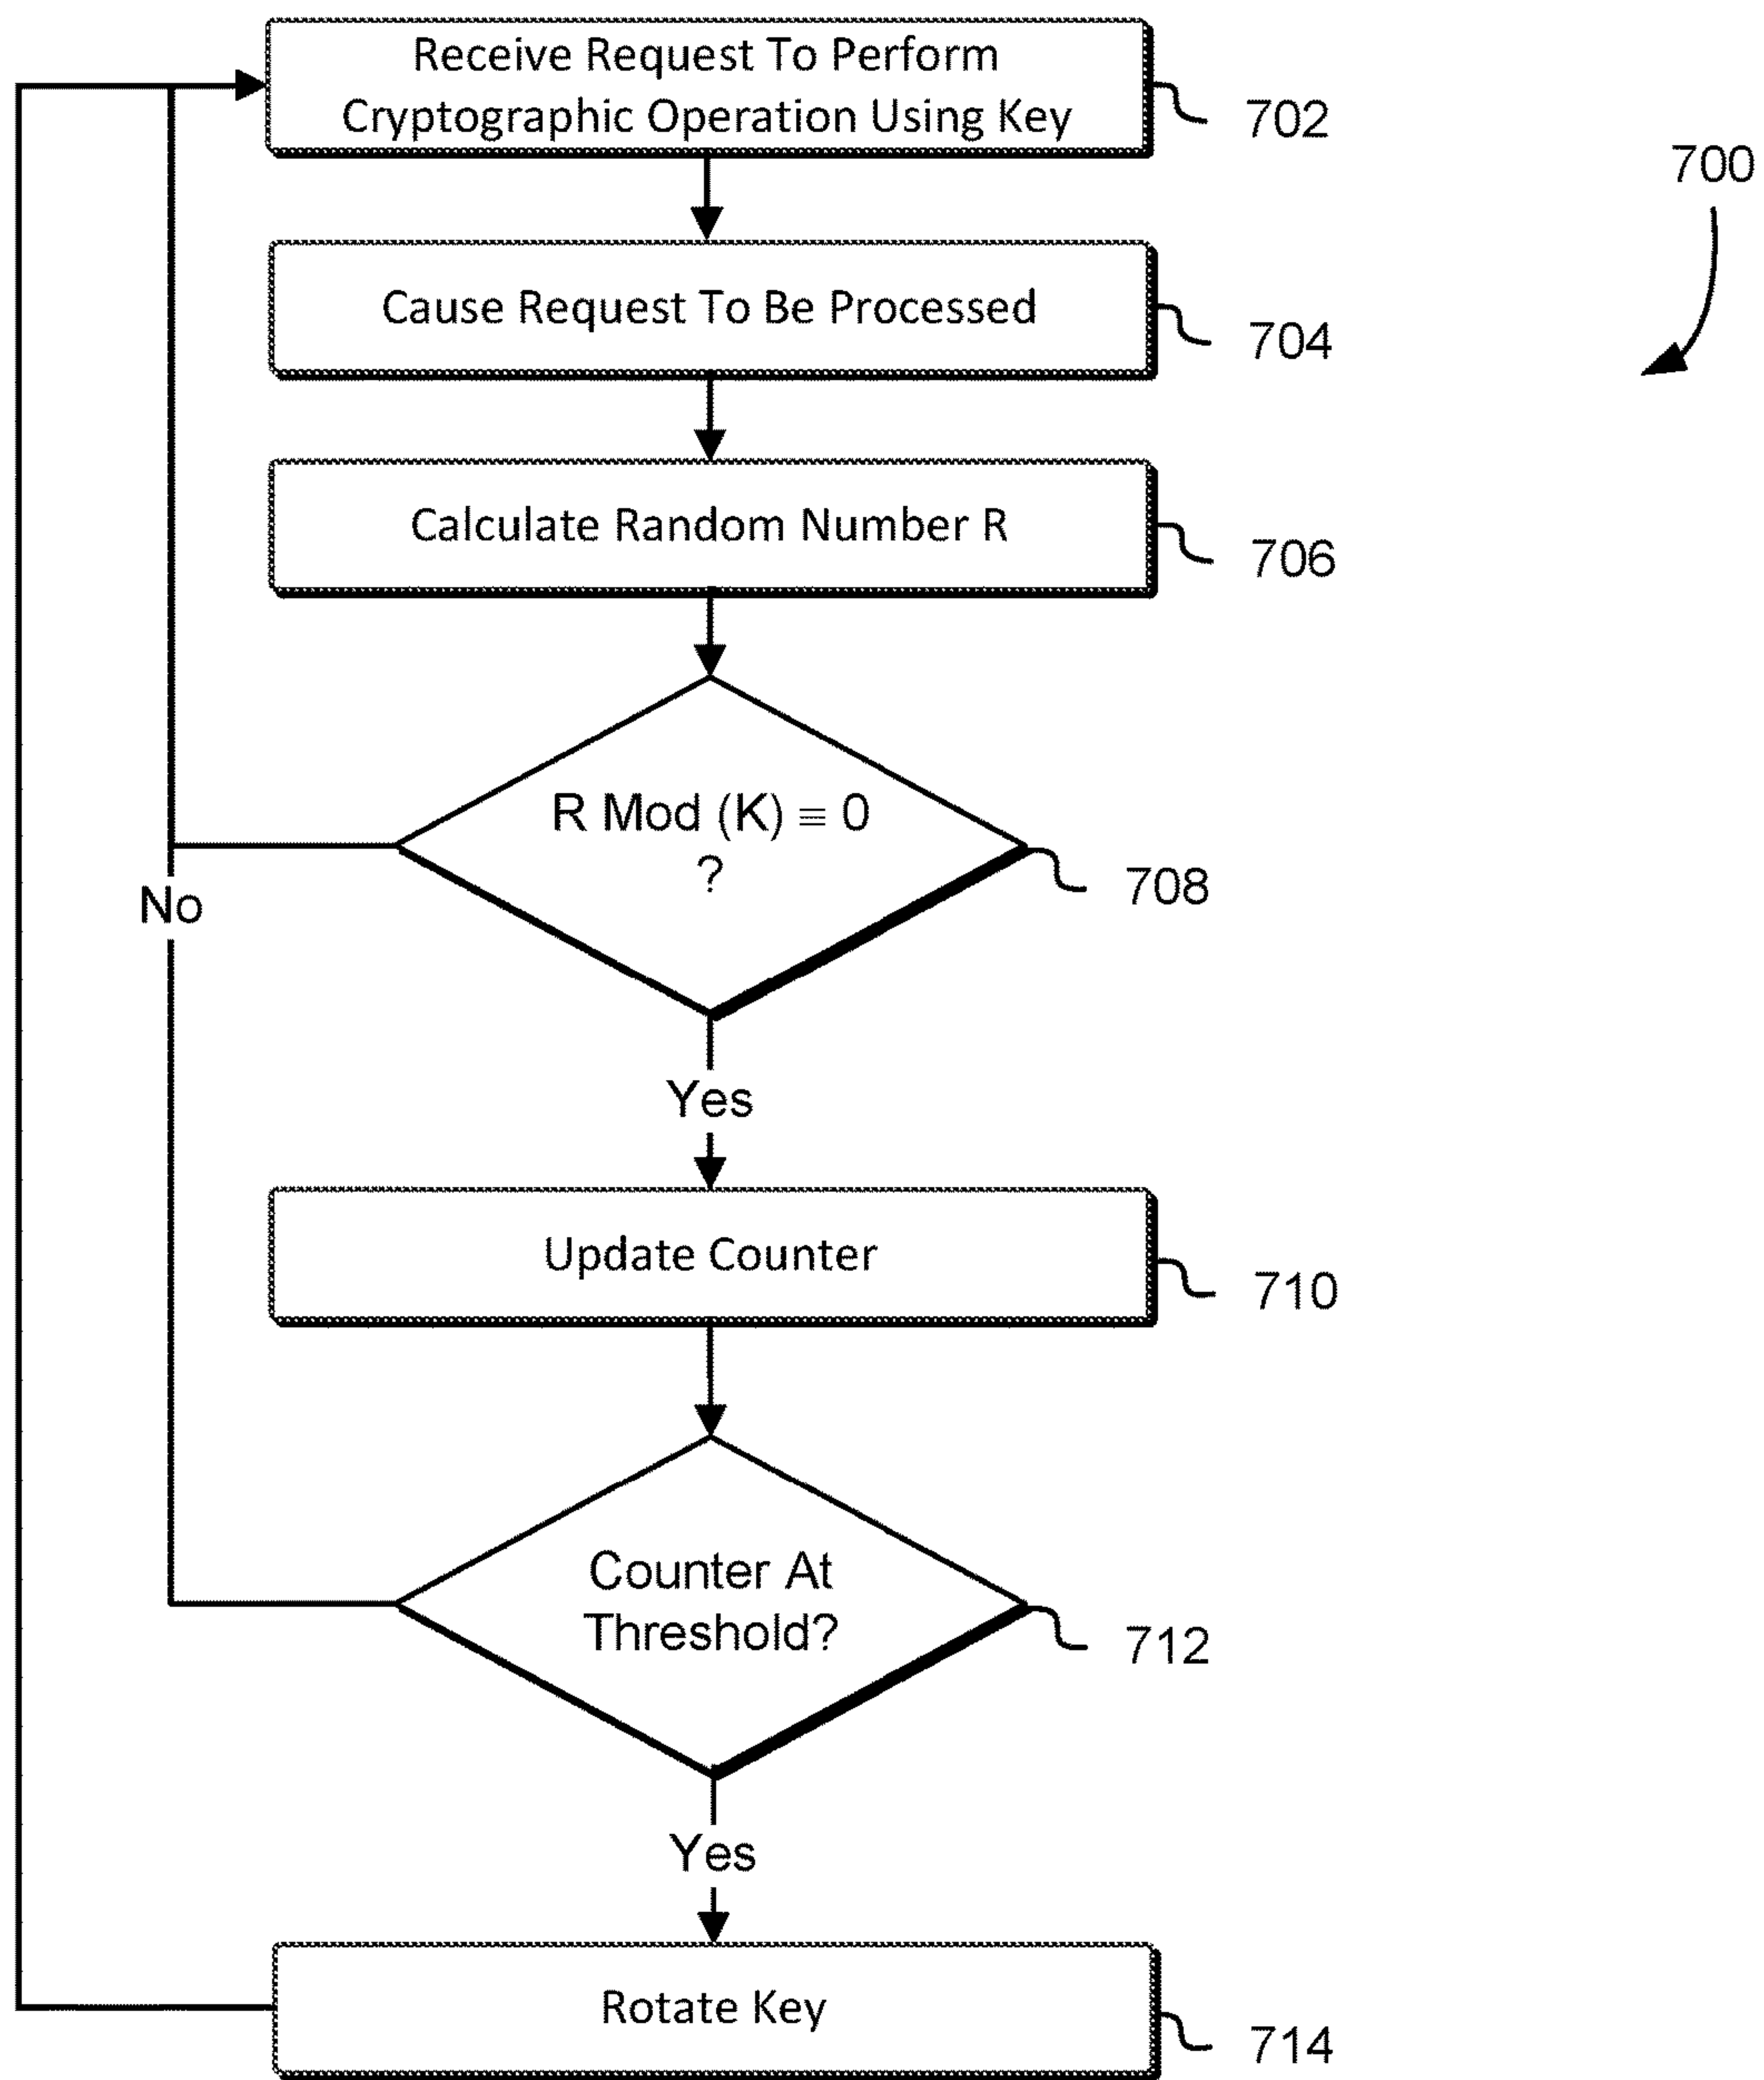 Receive Request To Perform
Cryptographic Operation Using Key
702
700
Cause Request To Be Processed
704
Calculate Random Number R
706
R Mod (K) ≡ 0
?
708
No
Yes
Update Counter
710
Counter At
Threshold?
712
Yes
Rotate Key
714